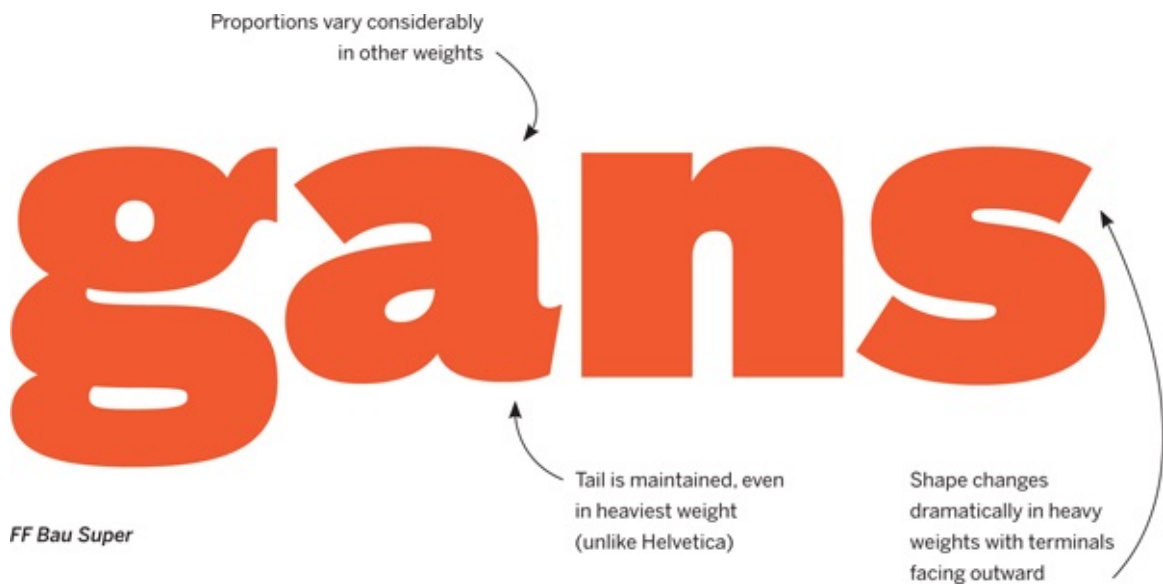 Proportions vary considerably
in other weights
gans
Tail is maintained, even
in heaviest weight
(unlike Helvetica)
Shape changes
dramatically in heavy
weights with terminals
facing outward
FF Bau Super